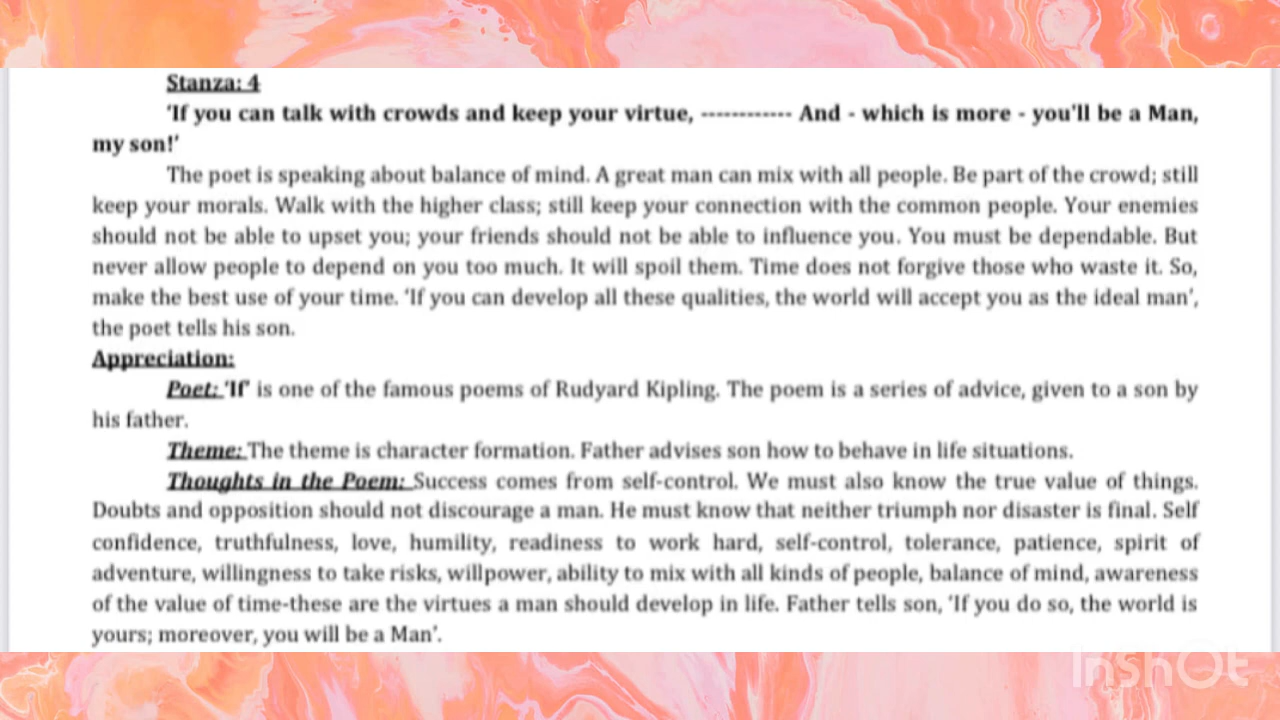 Stanza: 4
'If you can talk with crowds and keep your virtue, ------------ And - which is more - you'll be a Man,
my son!'
The poet is speaking about balance of mind. A great man can mix with all people. Be part of the crowd; still
keep your morals. Walk with the higher class; still keep your connection with the common people. Your enemies
should not be able to upset you; your friends should not be able to influence you. You must be dependable. But
never allow people to depend on you too much. It will spoil them. Time does not forgive those who waste it. So,
make the best use of your time. 'If you can develop all these qualities, the world will accept you as the ideal man',
the poet tells his son.
Appreciation:
Poet: 'If' is one of the famous poems of Rudyard Kipling. The poem is a series of advice, given to a son by
his father.
Theme: The theme is character formation. Father advises son how to behave in life situations.
Thoughts in the Poem: Success comes from self-control. We must also know the true value of things.
Doubts and opposition should not discourage a man. He must know that neither triumph nor disaster is final. Self
confidence, truthfulness, love, humility, readiness to work hard, self-control, tolerance, patience, spirit of
adventure, willingness to take risks, willpower, ability to mix with all kinds of people, balance of mind, awareness
of the value of time-these are the virtues a man should develop in life. Father tells son, 'If you do so, the world is
yours; moreover, you will be a Man'.
InShOt